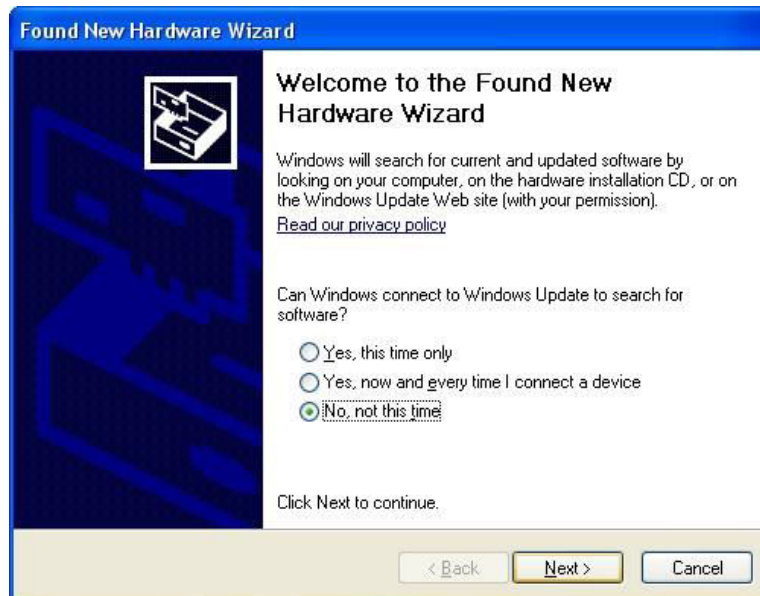 Found New Hardware Wizard
Welcome to the Found New
Hardware Wizard
Windows will search for current and updated software by
looking on your computer, on the hardware installation CD, or on
the Windows Update Web site (with your permission).
Read our privacy policy
Can Windows connect to Windows Update to search for
software?
Yes, this time only
Yes, now and every time I connect a device
No, not this time
Click Next to continue.
< Back
Next >
Cancel